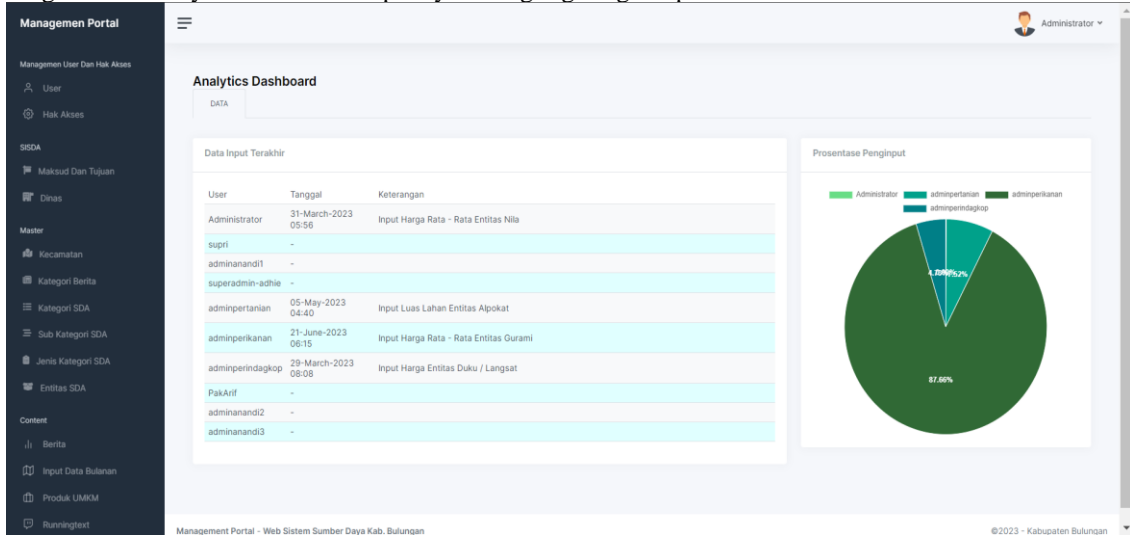 Managemen Portal
Administrator
Managemen User Dan Hak Akses
User
Hak Akses
SISDA
Maksud Dan Tujuan
Dinas
Master
Kecamatan
Kategori Berita
Kategori SDA
Sub Kategori SDA
Jenis Kategori SDA
Entitas SDA
Content
Berita
Input Data Bulanan
Produk UMKM
Runningtext
Analytics Dashboard
DATA
Data Input Terakhir
User Tanggal Keterangan
Administrator 31-March-2023 05:56 Input Harga Rata - Rata Entitas Nila
supri -
adminanandi1 -
superadmin-adhie -
adminpertanian 05-May-2023 04:40 Input Luas Lahan Entitas Alpokat
adminperikanan 21-June-2023 06:15 Input Harga Rata - Rata Entitas Gurami
adminperindagkop 29-March-2023 08:08 Input Harga Entitas Duku / Langsat
PakArif -
adminanandi2 -
adminanandi3 -
Prosentase Penginput
Administrator adminpertanian adminperikanan
adminperindagkop
87.66%
Management Portal - Web Sistem Sumber Daya Kab. Bulungan
©2023 - Kabupaten Bulungan